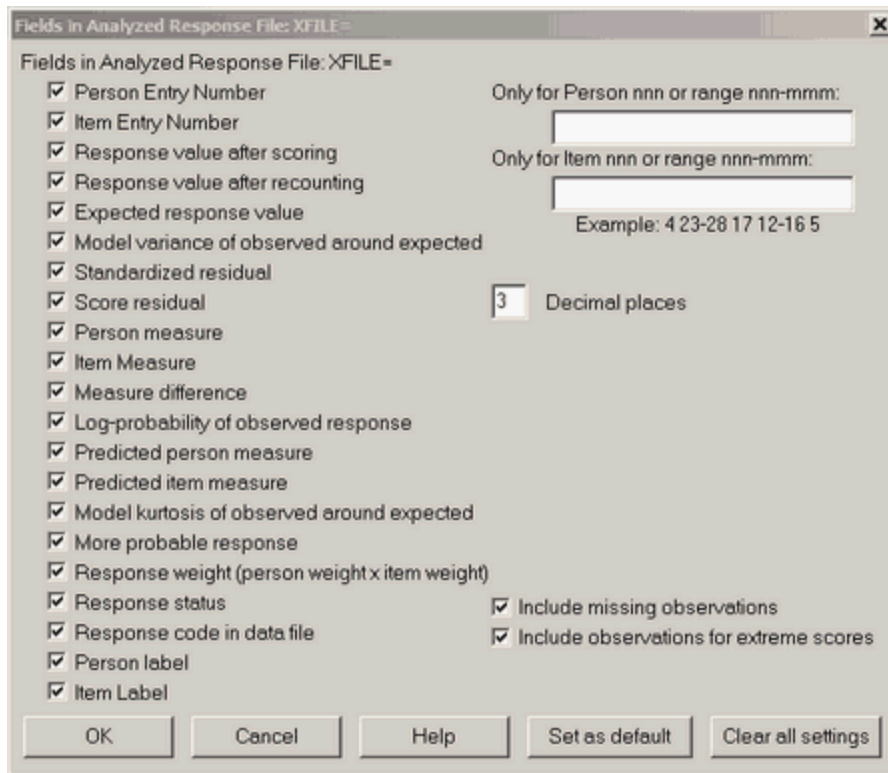 Fields in Analyzed Response File: XFILE=
Fields in Analyzed Response File: XFILE=
Person Entry Number
Item Entry Number
Response value after scoring
Response value after recounting
Expected response value
Model variance of observed around expected
Standardized residual
Score residual
Person measure
Item Measure
Measure difference
Log-probability of observed response
Predicted person measure
Predicted item measure
Model kurtosis of observed around expected
More probable response
Response weight (person weight x item weight)
Response status
Response code in data file
Person label
Item Label
Only for Person nnn or range nnn-mmm:
Only for Item nnn or range nnn-mmm:
Example: 4 23-28 17 12-16 5
3 Decimal places
Include missing observations
Include observations for extreme scores
OK Cancel Help Set as default Clear all settings